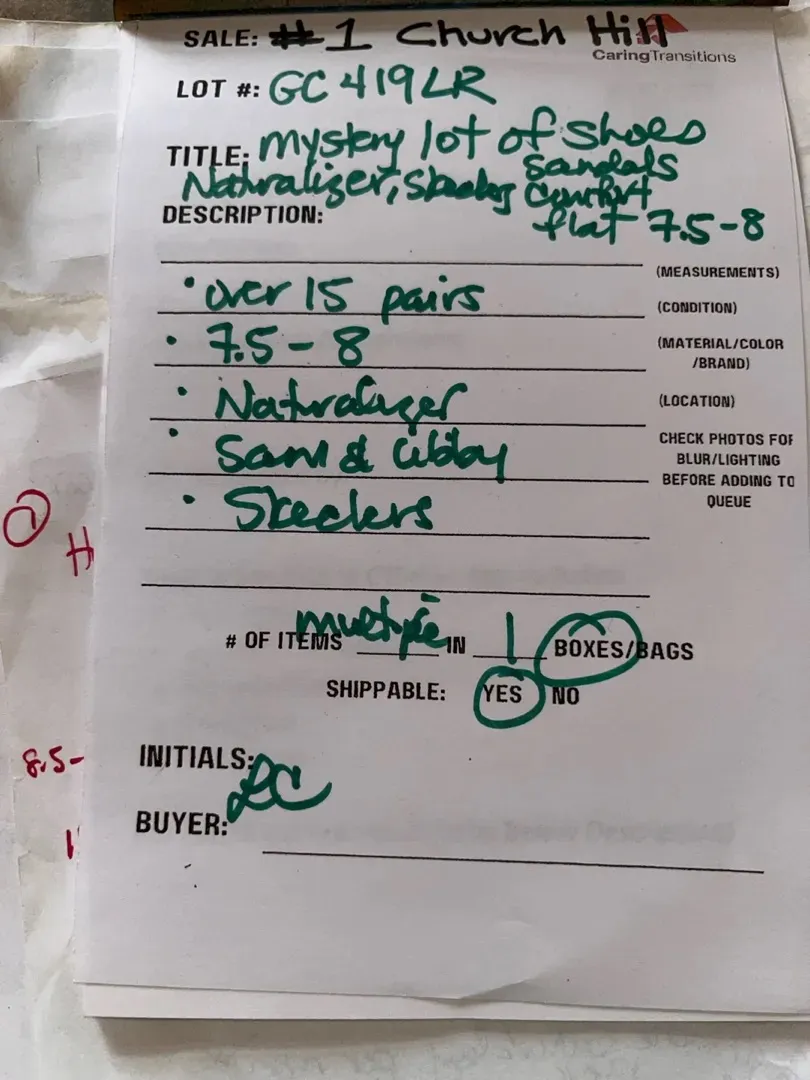 SALE: #1 Church Hill
CaringTransitions
LOT #: GC 419LR
TITLE: mystery lot of shoes
sandals
Naturalizer, Skechers comfort
DESCRIPTION: flat 7.5-8
(MEASUREMENTS)
• over 15 pairs
(CONDITION)
• 7.5 - 8
(MATERIAL/COLOR
/BRAND)
• Naturalizer
(LOCATION)
• Sam & Libby
CHECK PHOTOS FOR
BLUR/LIGHTING
BEFORE ADDING TO
QUEUE
• Skechers
# OF ITEMS multiple IN 1 BOXES/BAGS
SHIPPABLE: YES NO
INITIALS: LC
BUYER:
1
H
8.5-